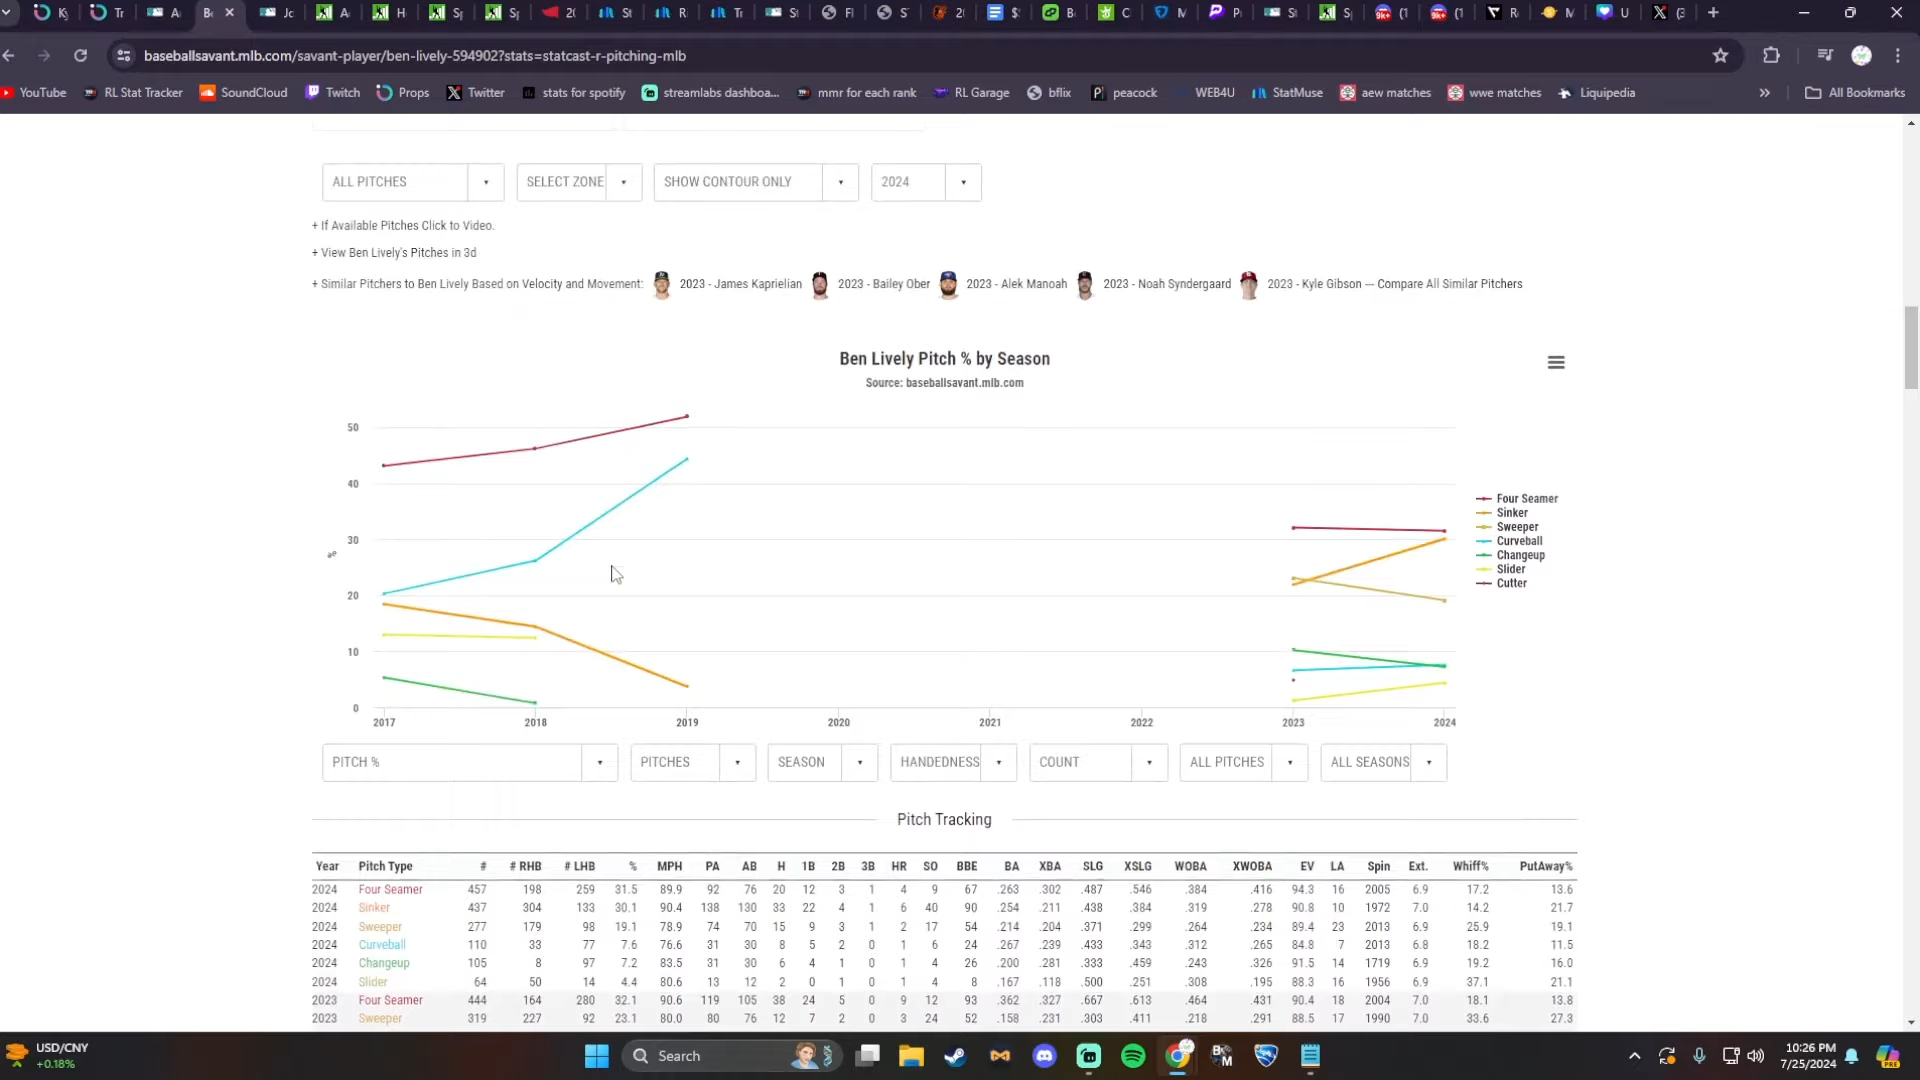 baseballsavant.mlb.com/savant-player/ben-lively-594902?stats=statcast-r-pitching-mlb
YouTube RL Stat Tracker SoundCloud Twitch Props Twitter stats for spotify streamlabs dashboa... mmr for each rank RL Garage bflix peacock WEB4U StatMuse aew matches wwe matches Liquipedia » All Bookmarks
ALL PITCHES SELECT ZONE SHOW CONTOUR ONLY 2024
+ If Available Pitches Click to Video.
+ View Ben Lively's Pitches in 3d
+ Similar Pitchers to Ben Lively Based on Velocity and Movement: 2023 - James Kaprielian 2023 - Bailey Ober 2023 - Alek Manoah 2023 - Noah Syndergaard 2023 - Kyle Gibson — Compare All Similar Pitchers
Ben Lively Pitch % by Season
Source: baseballsavant.mlb.com
50
40
30
20
10
0
%
2017 2018 2019 2020 2021 2022 2023 2024
Four Seamer
Sinker
Sweeper
Curveball
Changeup
Slider
Cutter
PITCH % PITCHES SEASON HANDEDNESS COUNT ALL PITCHES ALL SEASONS
Pitch Tracking
Year Pitch Type # # RHB # LHB % MPH PA AB H 1B 2B 3B HR SO BBE BA XBA SLG XSLG WOBA XWOBA EV LA Spin Ext. Whiff% PutAway%
2024 Four Seamer 457 198 259 31.5 89.9 92 76 20 12 3 1 4 9 67 .263 .302 .487 .546 .384 .416 94.3 16 2005 6.9 17.2 13.6
2024 Sinker 437 304 133 30.1 90.4 138 130 33 22 4 1 6 40 90 .254 .211 .438 .384 .319 .278 90.8 10 1972 7.0 14.2 21.7
2024 Sweeper 277 179 98 19.1 78.9 74 70 15 9 3 1 2 17 54 .214 .204 .371 .299 .264 .234 89.4 23 2013 6.9 25.9 19.1
2024 Curveball 110 33 77 7.6 76.6 31 30 8 5 2 0 1 6 24 .267 .239 .433 .343 .312 .265 84.8 7 2013 6.8 18.2 11.5
2024 Changeup 105 8 97 7.2 83.5 31 30 6 4 1 0 1 4 26 .200 .281 .333 .459 .243 .326 91.5 14 1719 6.9 19.2 16.0
2024 Slider 64 50 14 4.4 80.6 13 12 2 0 1 0 1 4 8 .167 .118 .500 .251 .308 .195 88.3 16 1956 6.9 37.1 21.1
2023 Four Seamer 444 164 280 32.1 90.6 119 105 38 24 5 0 9 12 93 .362 .327 .667 .613 .464 .431 90.4 18 2004 7.0 18.1 13.8
2023 Sweeper 319 227 92 23.1 80.0 80 76 12 7 2 0 3 24 52 .158 .231 .303 .411 .218 .291 88.5 17 1990 7.0 33.6 27.3
USD/CNY
+0.18%
Search
10:26 PM
7/25/2024